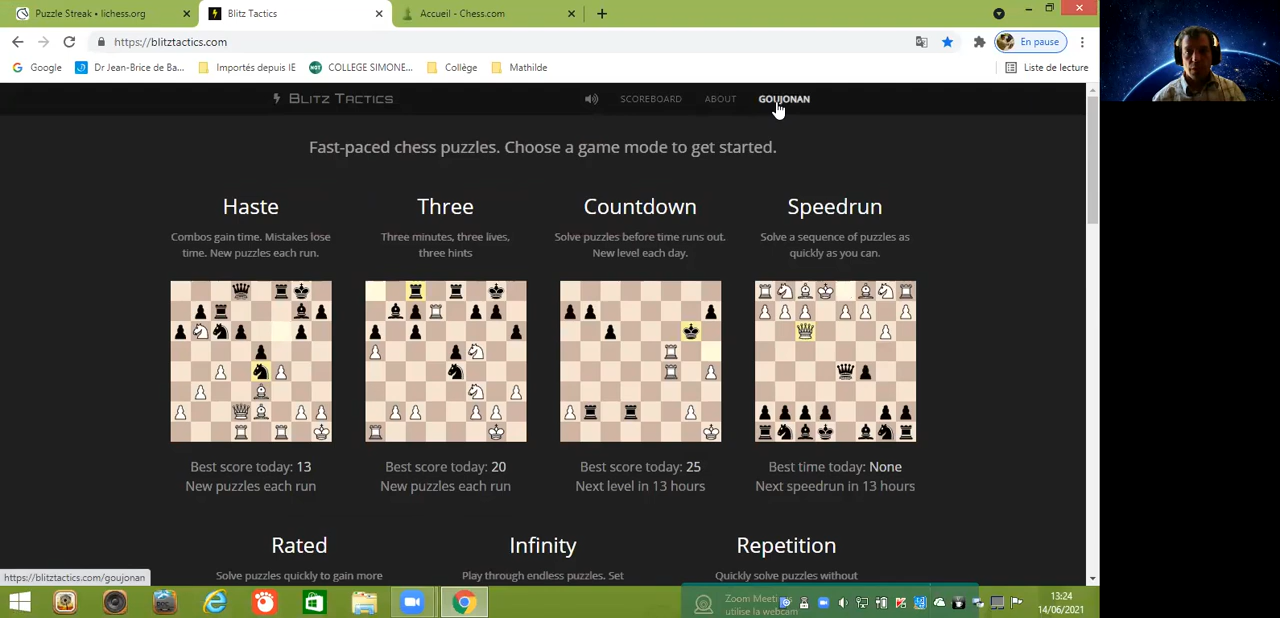 Puzzle Streak • lichess.org
Blitz Tactics
Accueil - Chess.com
https://blitztactics.com
En pause
Google
Dr Jean-Brice de Ba...
Importés depuis IE
COLLEGE SIMONE...
Collège
Mathilde
Liste de lecture
BLITZ TACTICS
SCOREBOARD
ABOUT
GOUJONAN
Fast-paced chess puzzles. Choose a game mode to get started.
Haste
Combos gain time. Mistakes lose
time. New puzzles each run.
Best score today: 13
New puzzles each run
Three
Three minutes, three lives,
three hints
Best score today: 20
New puzzles each run
Countdown
Solve puzzles before time runs out.
New level each day.
Best score today: 25
Next level in 13 hours
Speedrun
Solve a sequence of puzzles as
quickly as you can.
Best time today: None
Next speedrun in 13 hours
Rated
Solve puzzles quickly to gain more
Infinity
Play through endless puzzles. Set
Repetition
Quickly solve puzzles without
https://blitztactics.com/goujonan
Zoom Meetings
utilise la webcam
13:24
14/06/2021